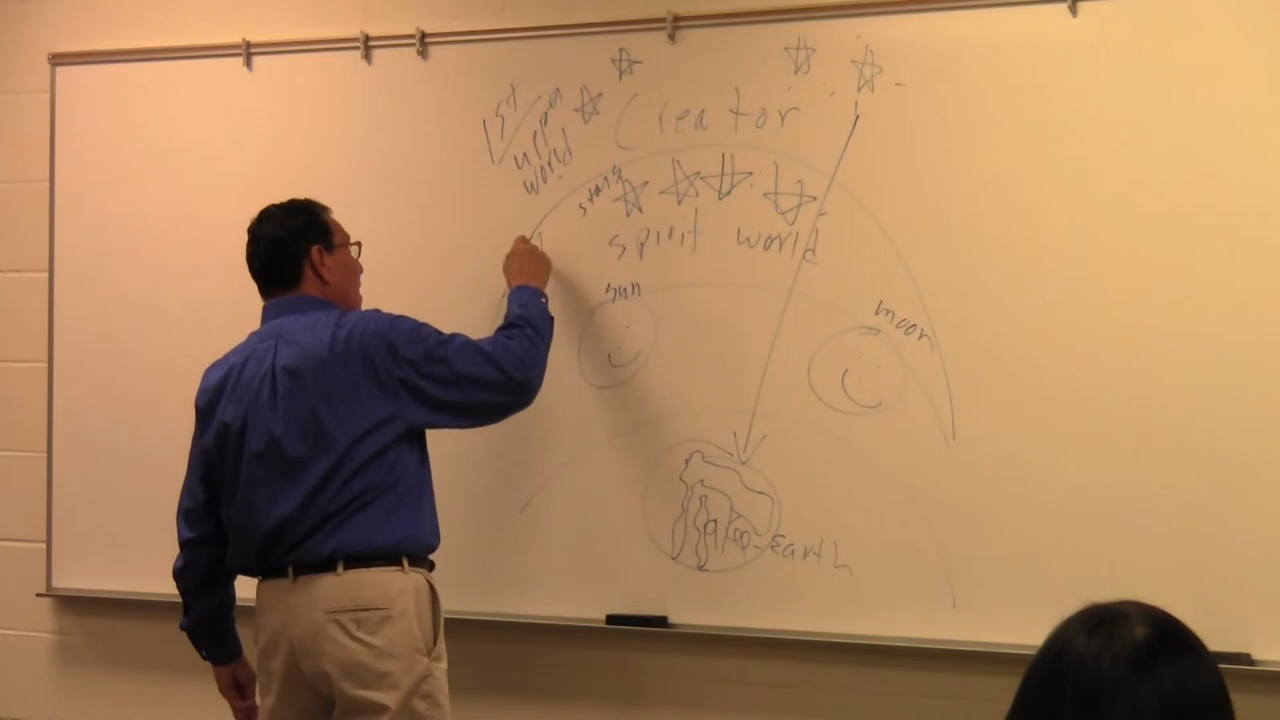 1st/upper
world
Creator
stars
spirit world
sun
moon
Earth